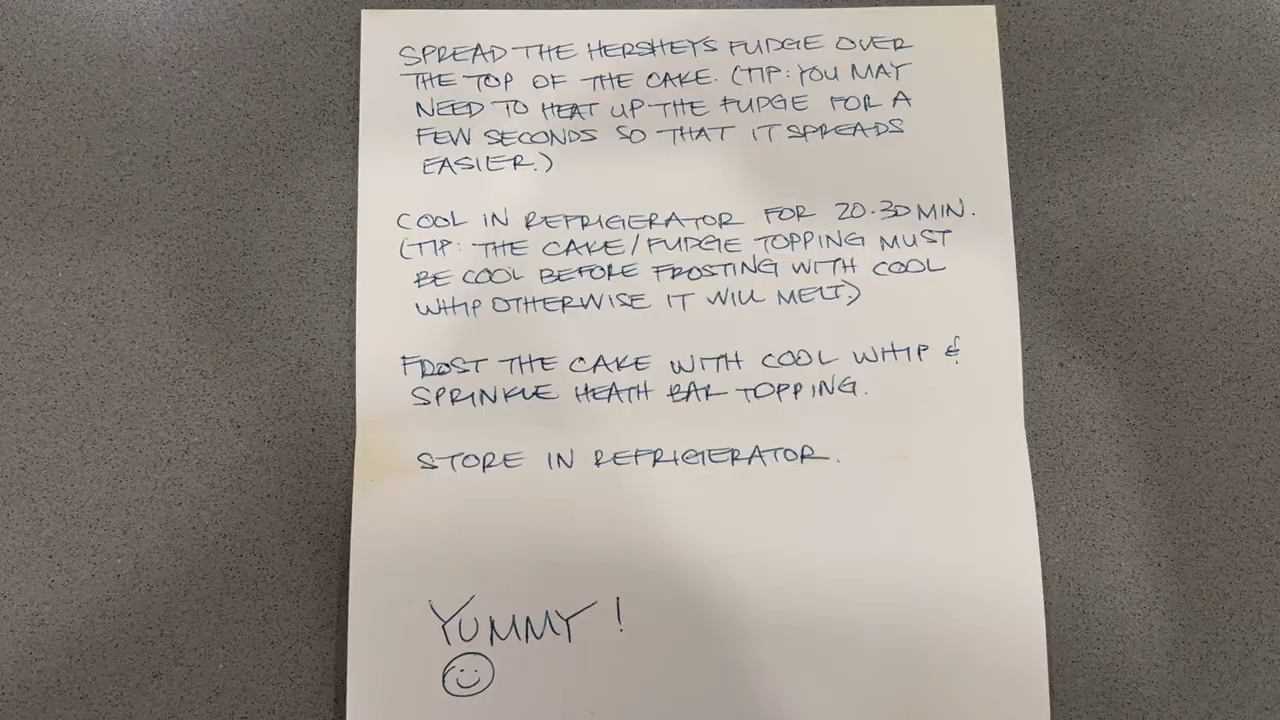 SPREAD THE HERSHEYS FUDGE OVER
THE TOP OF THE CAKE. (TIP: YOU MAY
NEED TO HEAT UP THE FUDGE FOR A
FEW SECONDS SO THAT IT SPREADS
EASIER.)
COOL IN REFRIGERATOR FOR 20-30 MIN.
(TIP: THE CAKE/FUDGE TOPPING MUST
BE COOL BEFORE FROSTING WITH COOL
WHIP OTHERWISE IT WILL MELT.)
FROST THE CAKE WITH COOL WHIP &
SPRINKLE HEATH BAR TOPPING.
STORE IN REFRIGERATOR.
YUMMY!